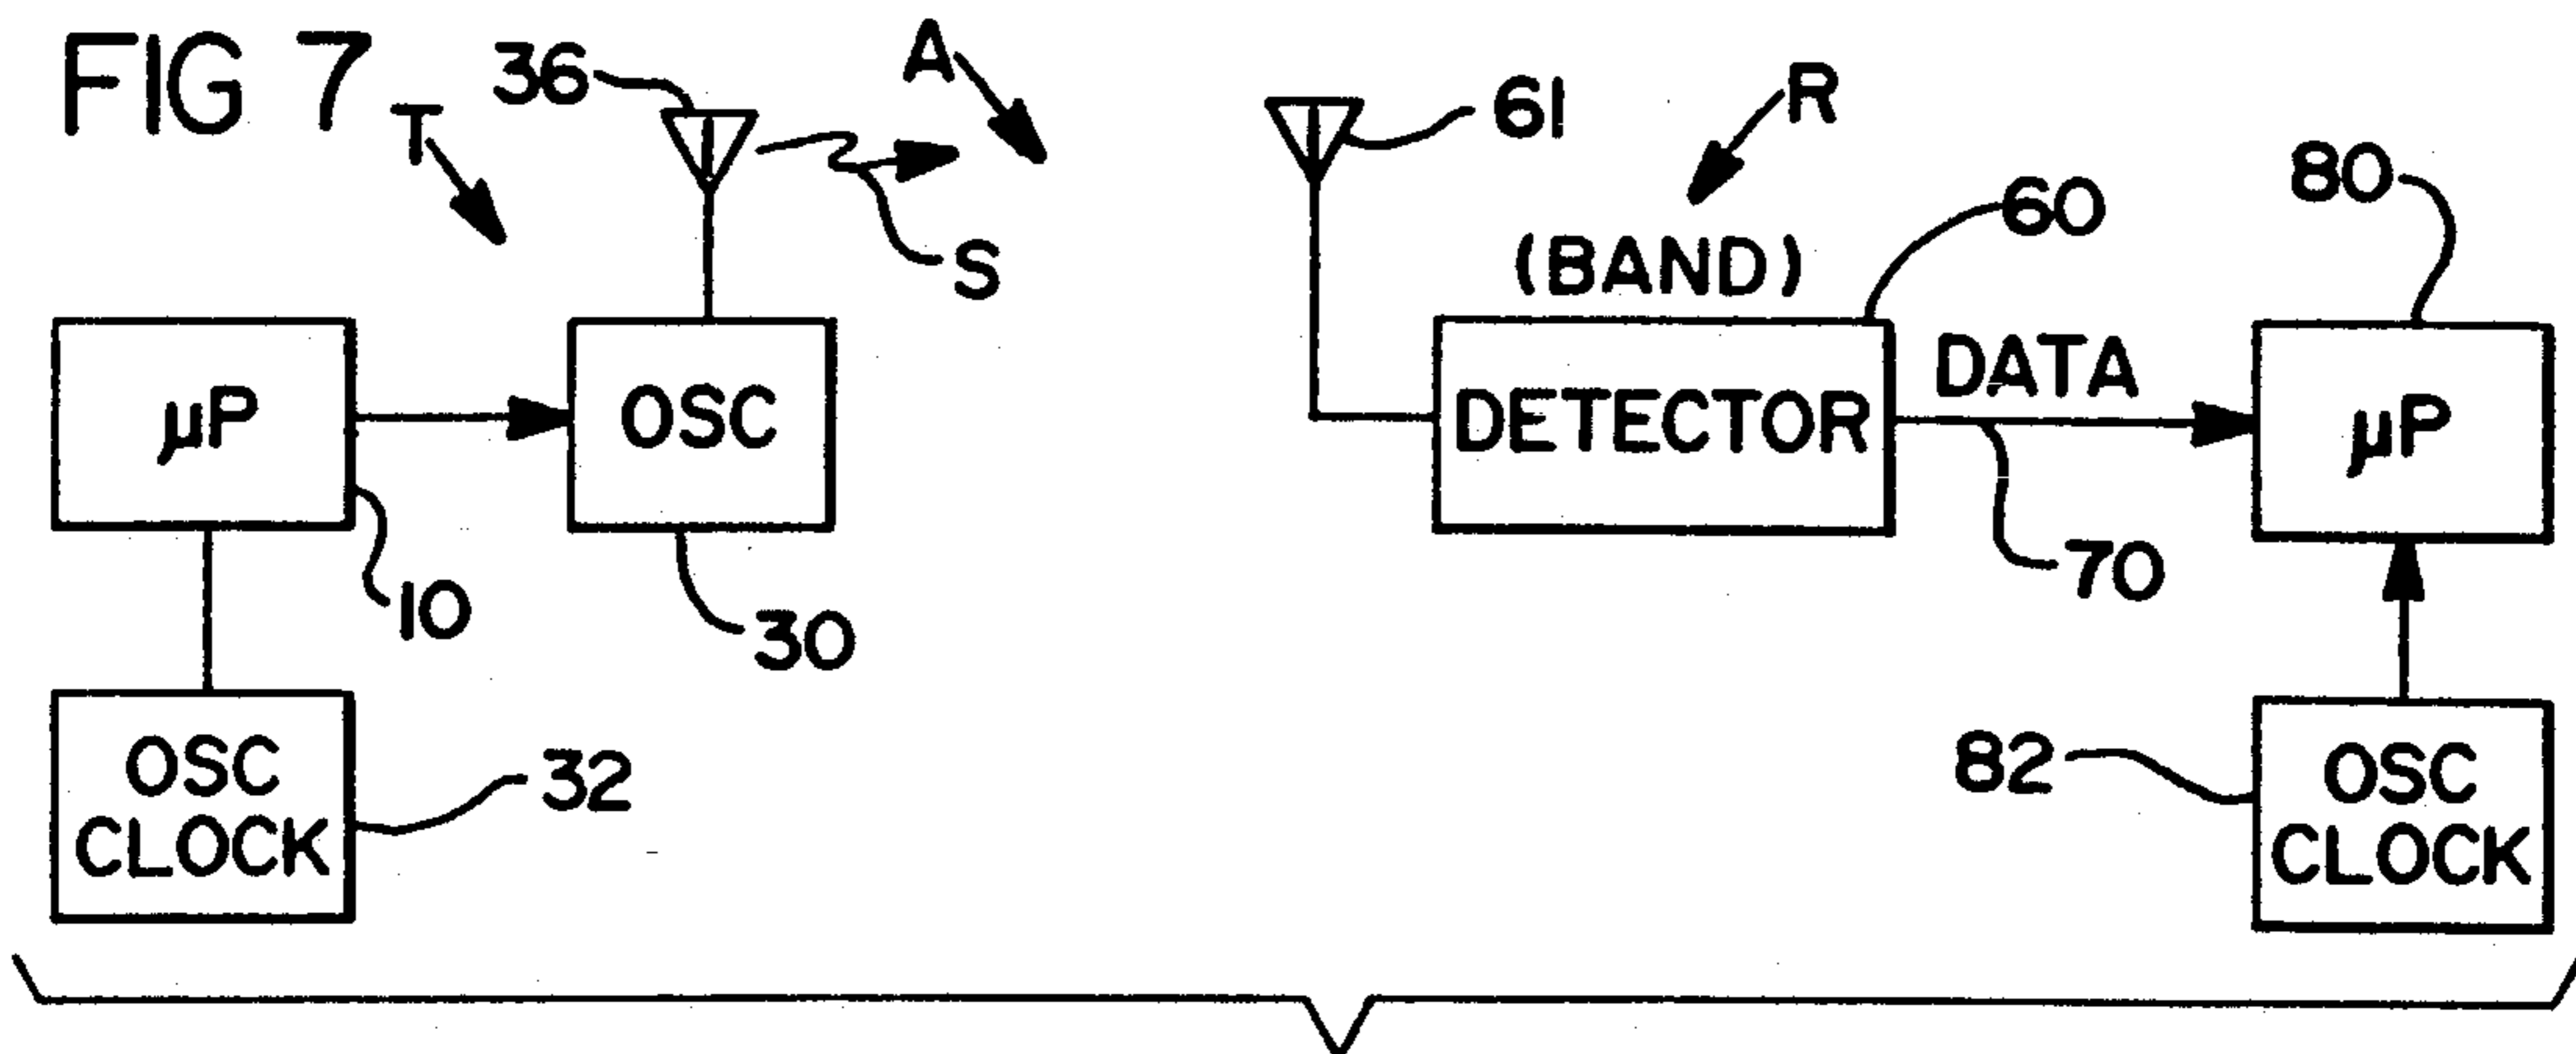 FIG 7
T
36
A
S
61
R
(BAND)
60
80
µP
OSC
DETECTOR
DATA
µP
10
30
70
OSC
CLOCK
32
82
OSC
CLOCK